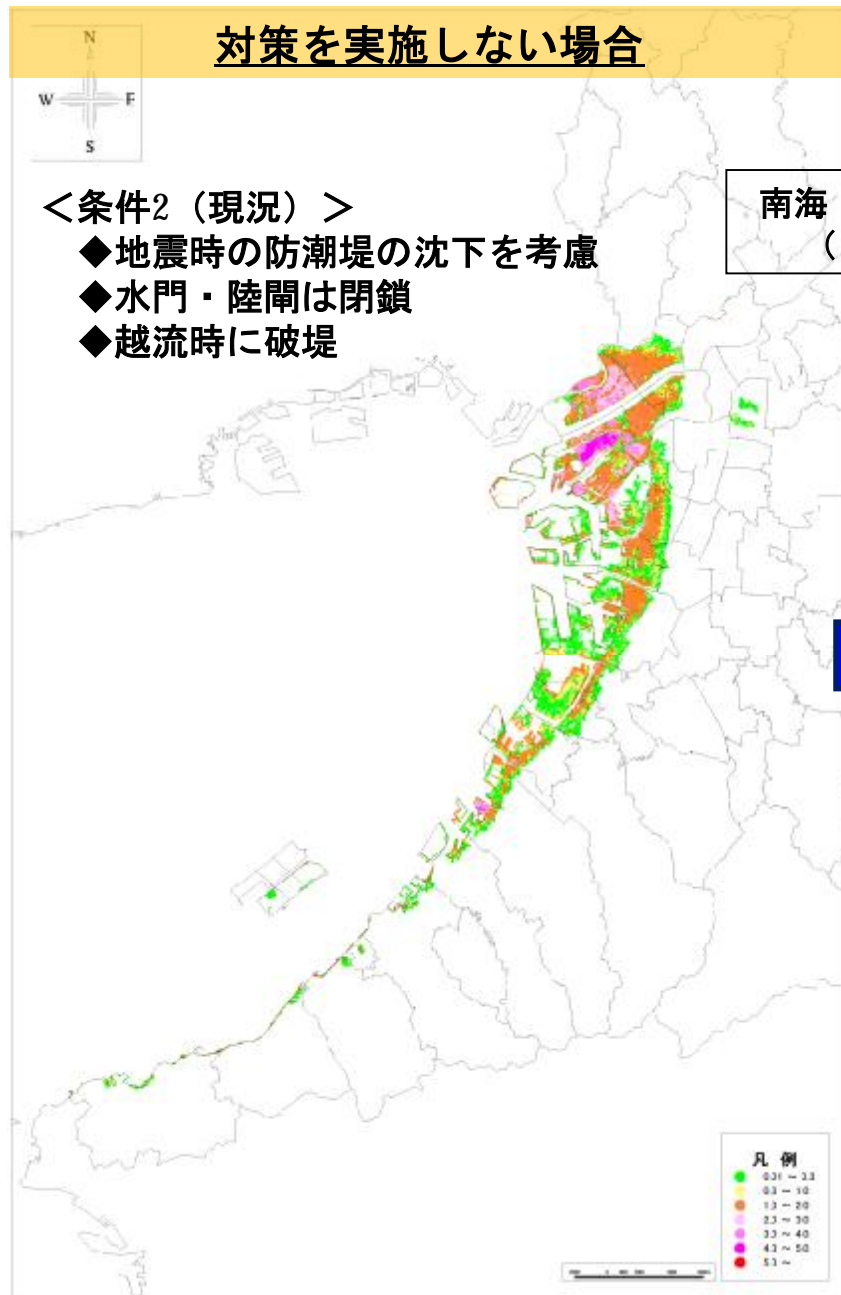 対策を実施しない場合
N
W E
S
<条件2(現況)>
◆地震時の防潮堤の沈下を考慮
◆水門・陸閘は閉鎖
◆越流時に破堤
南海
(
凡 例